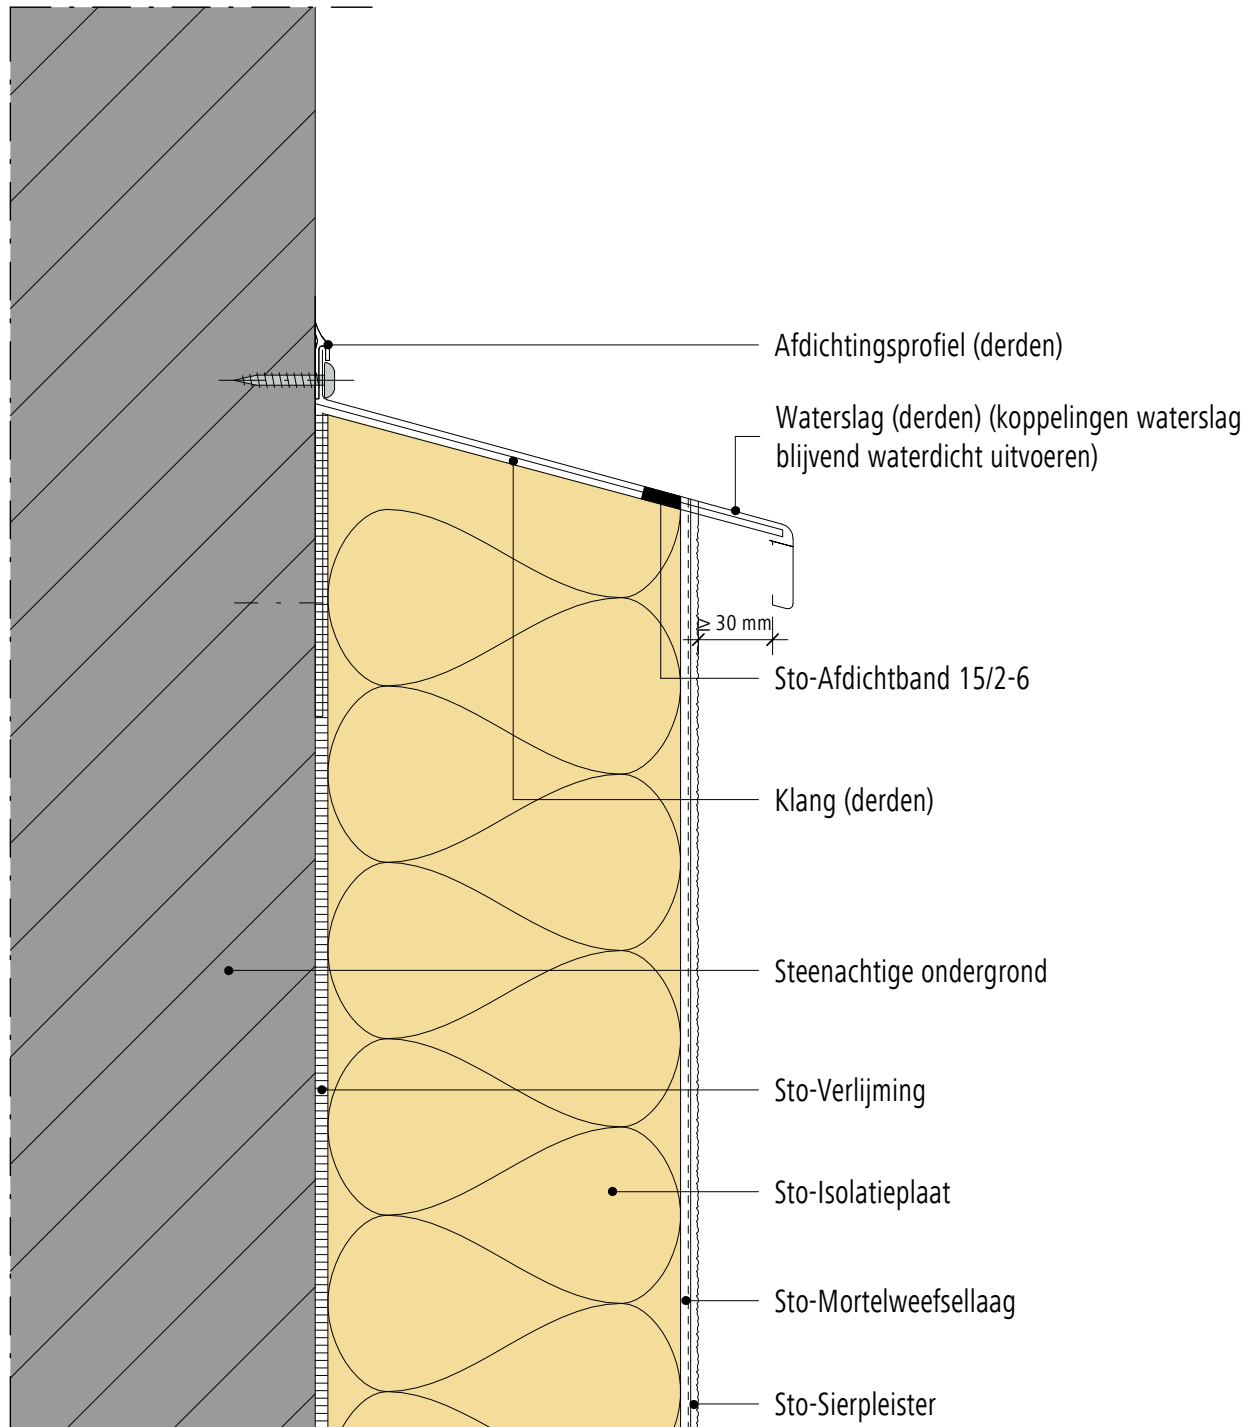 Afdichtingsprofiel (derden)
Waterslag (derden) (koppelingen waterslag
blijvend waterdicht uitvoeren)
≥ 30 mm
Sto-Afdichtband 15/2-6
Klang (derden)
Steenachtige ondergrond
Sto-Verlijming
Sto-Isolatieplaat
Sto-Mortelweefsellaag
Sto-Sierpleister